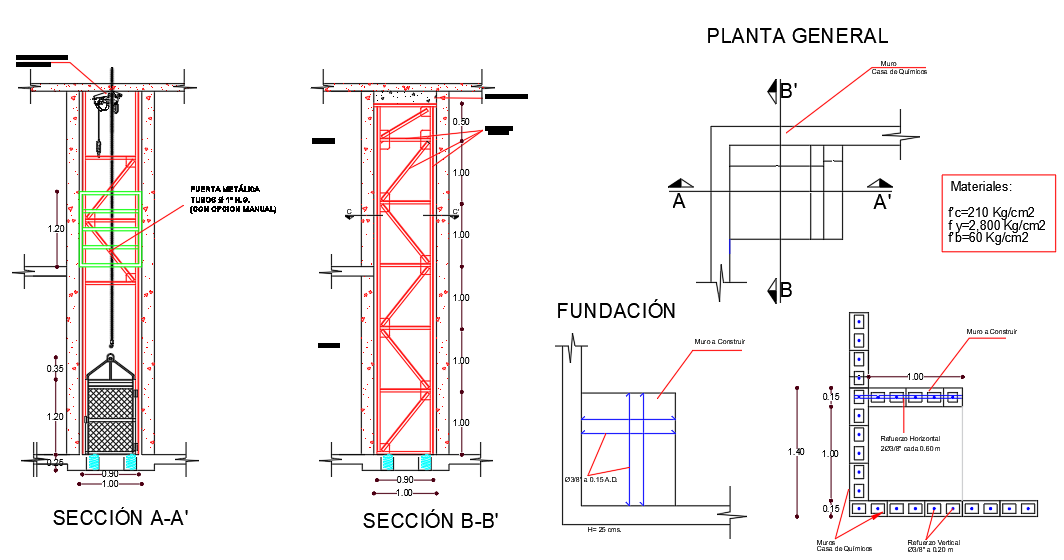 PLANTA GENERAL
Muro
Casa de Químicos
B'
A
A'
B
Materiales:
f'c=210 Kg/cm2
f y=2,800 Kg/cm2
f'b=60 Kg/cm2
PUERTA METÁLICA
TUBOS Ø 1" H.G.
(CON OPCION MANUAL)
1.20
0.35
1.20
0.25
0.90
1.00
SECCIÓN A-A'
C
C'
0.50
1.00
1.00
1.00
1.00
1.00
0.90
1.00
SECCIÓN B-B'
FUNDACIÓN
Muro a Construir
Ø3/8" a 0.15 A.D.
H= 25 cms.
Muro a Construir
1.00
0.15
1.40
1.00
0.15
Refuerzo Horizontal
2Ø3/8" cada 0.60 m
Muros
Casa de Químicos
Refuerzo Vertical
Ø3/8" a 0.20 m